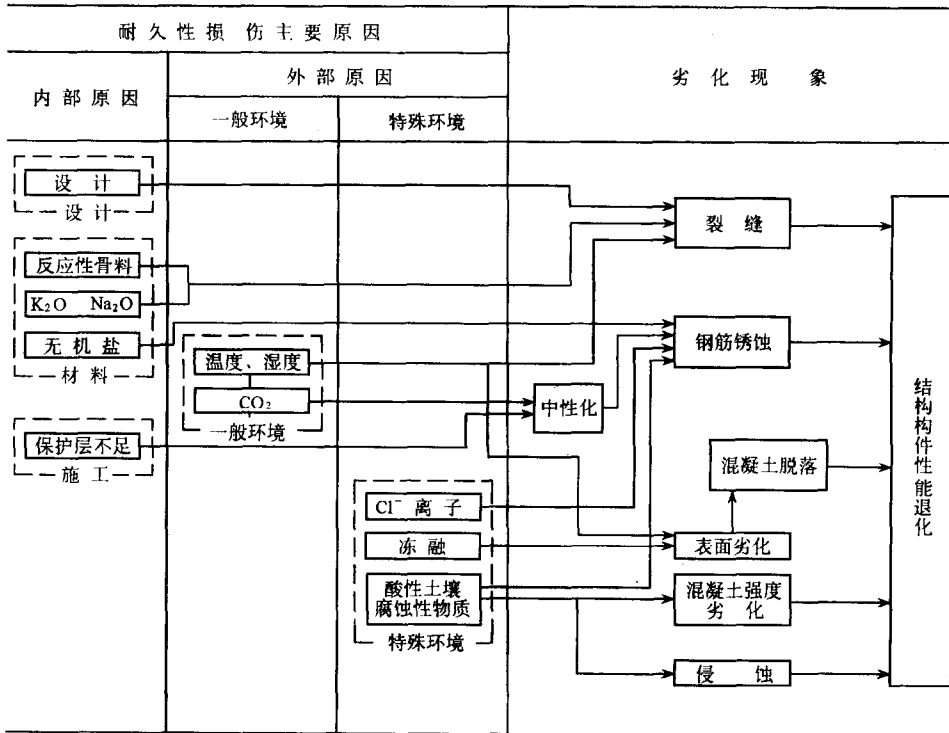 耐久性损伤主要原因
劣化现象
内部原因
外部原因
一般环境
特殊环境
设计
设计
反应性骨料
K₂O Na₂O
无机盐
材料
保护层不足
施工
温度、湿度
CO₂
一般环境
Cl⁻离子
冻融
酸性土壤
腐蚀性物质
特殊环境
中性化
裂缝
钢筋锈蚀
混凝土脱落
表面劣化
混凝土强度
劣化
侵蚀
结构构件性能退化